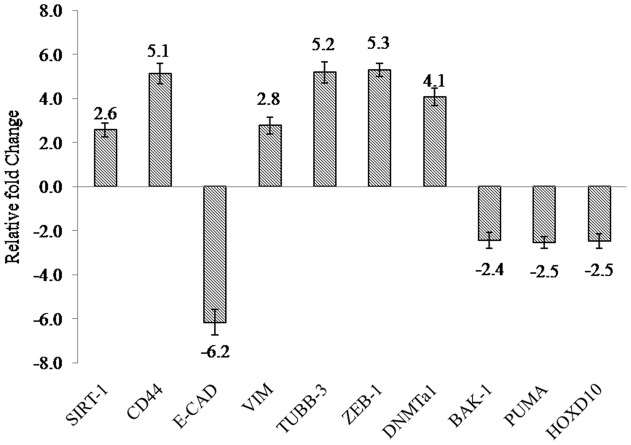 Relative fold Change
8.0
6.0
4.0
2.0
0.0
-2.0
-4.0
-6.0
-8.0
2.6
5.1
-6.2
2.8
5.2
5.3
4.1
-2.4
-2.5
-2.5
SIRT-1
CD44
E-CAD
VIM
TUBB-3
ZEB-1
DNMTa1
BAK-1
PUMA
HOXD10